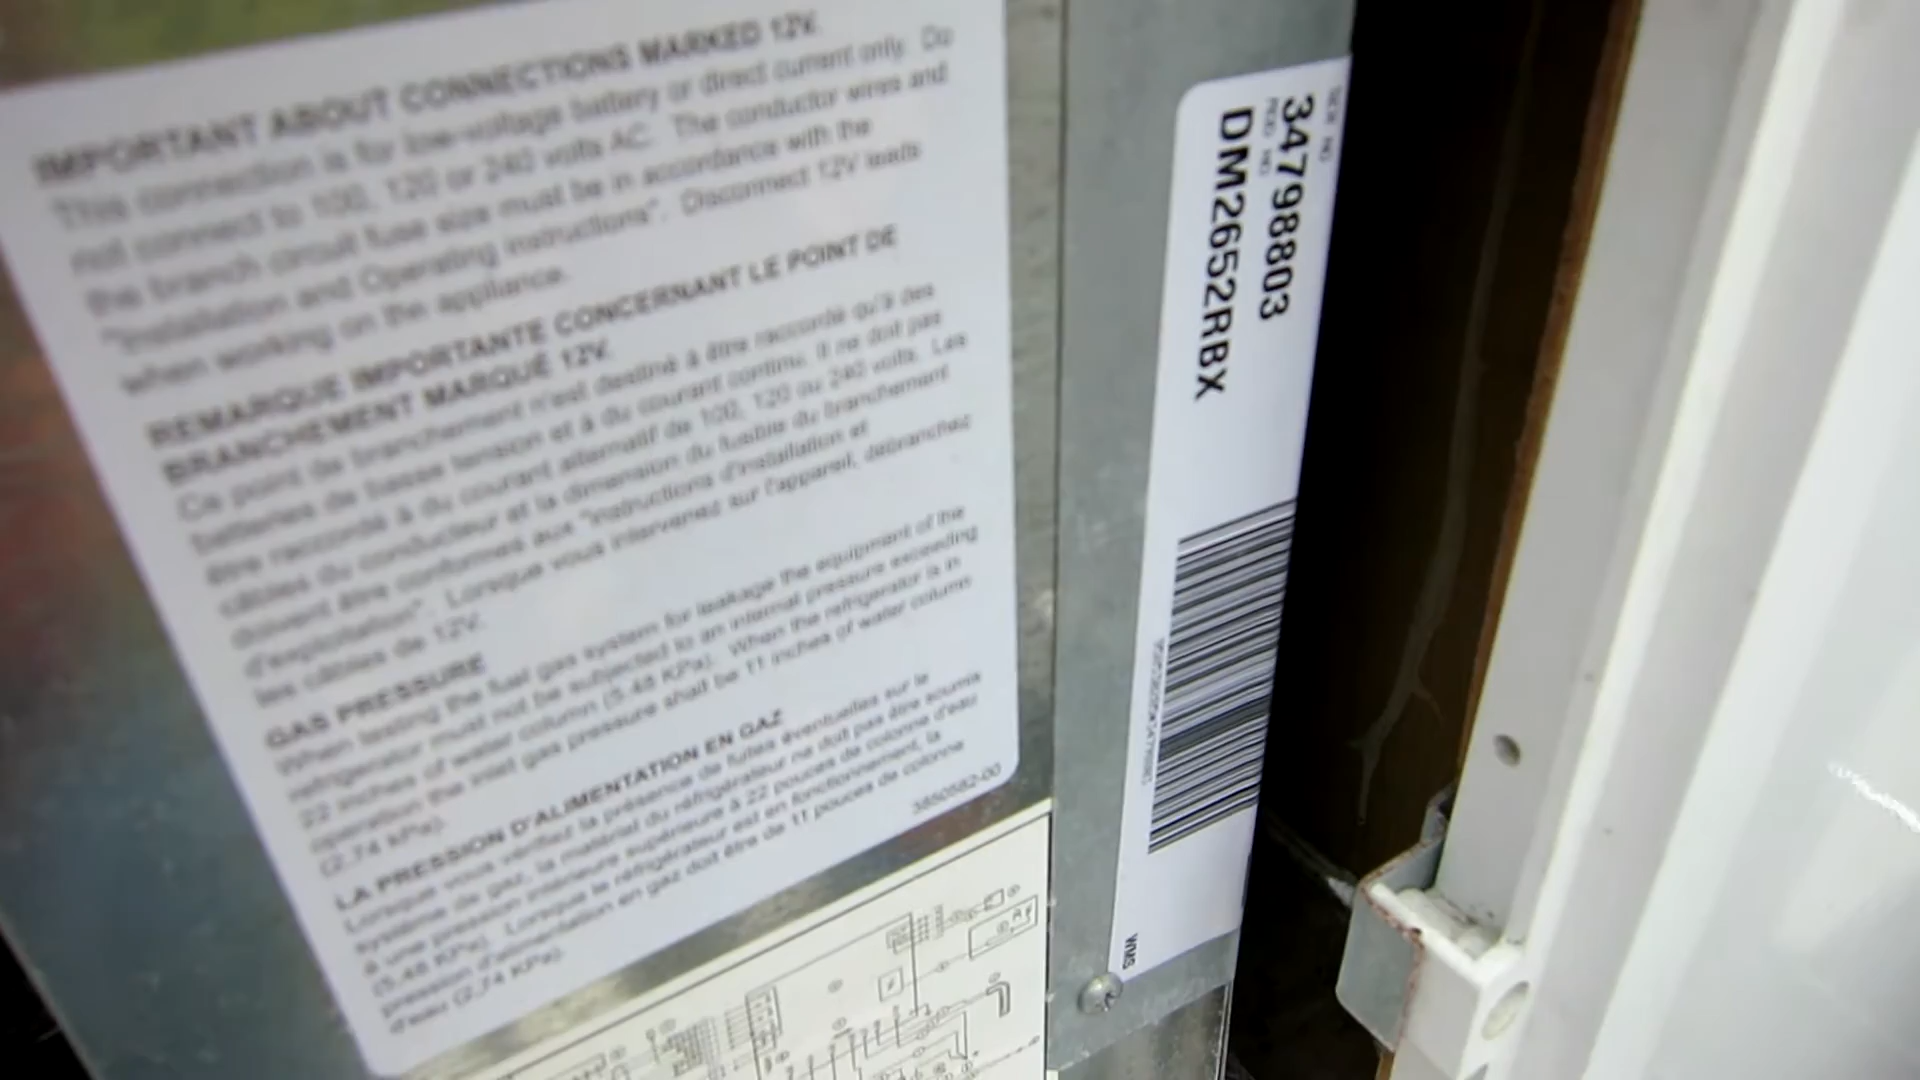 IMPORTANT ABOUT CONNECTIONS MARKED 12V.
This connection is for low-voltage battery or direct current only. Do
not connect to 100, 120 or 240 volts AC. The conductor wires and
the branch circuit fuse size must be in accordance with the
"Installation and Operating Instructions". Disconnect 12V leads
when working on the appliance.
REMARQUE IMPORTANTE CONCERNANT LE POINT DE
BRANCHEMENT MARQUÉ 12V.
Ce point de branchement n'est destiné à être raccordé qu'à des
batteries de basse tension et à du courant continu. Il ne doit pas
être raccordé à du courant alternatif de 100, 120 ou 240 volts. Les
câbles du conducteur et la dimension du fusible du branchement
doivent être conformes aux "instructions d'installation et
d'exploitation". Lorsque vous intervenez sur l'appareil, débranchez
les câbles de 12V.
GAS PRESSURE
When testing the fuel gas system for leakage the equipment of the
refrigerator must not be subjected to an internal pressure exceeding
22 inches of water column (5.48 KPa). When the refrigerator is in
operation the inlet gas pressure shall be 11 inches of water column
(2.74 kPa).
LA PRESSION D'ALIMENTATION EN GAZ
Lorsque vous vérifiez la présence de fuites éventuelles sur le
système de gaz, le matériel du réfrigérateur ne doit pas être soumis
à une pression intérieure supérieure à 22 pouces de colonne d'eau
(5,48 KPa). Lorsque le réfrigérateur est en fonctionnement, la
pression d'alimentation en gaz doit être de 11 pouces de colonne
d'eau (2,74 KPa).
3850582-00
SER. NO
34798803
PROD NO
DM2652RBX
WMS